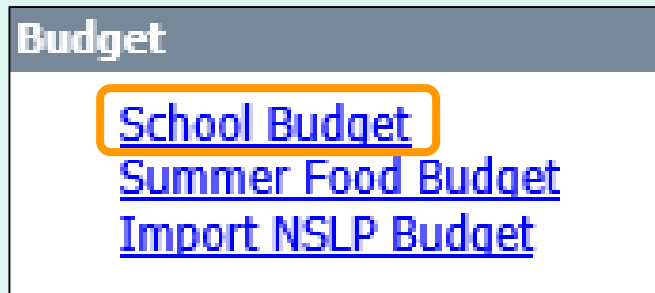 Budget
School Budget
Summer Food Budget
Import NSLP Budget